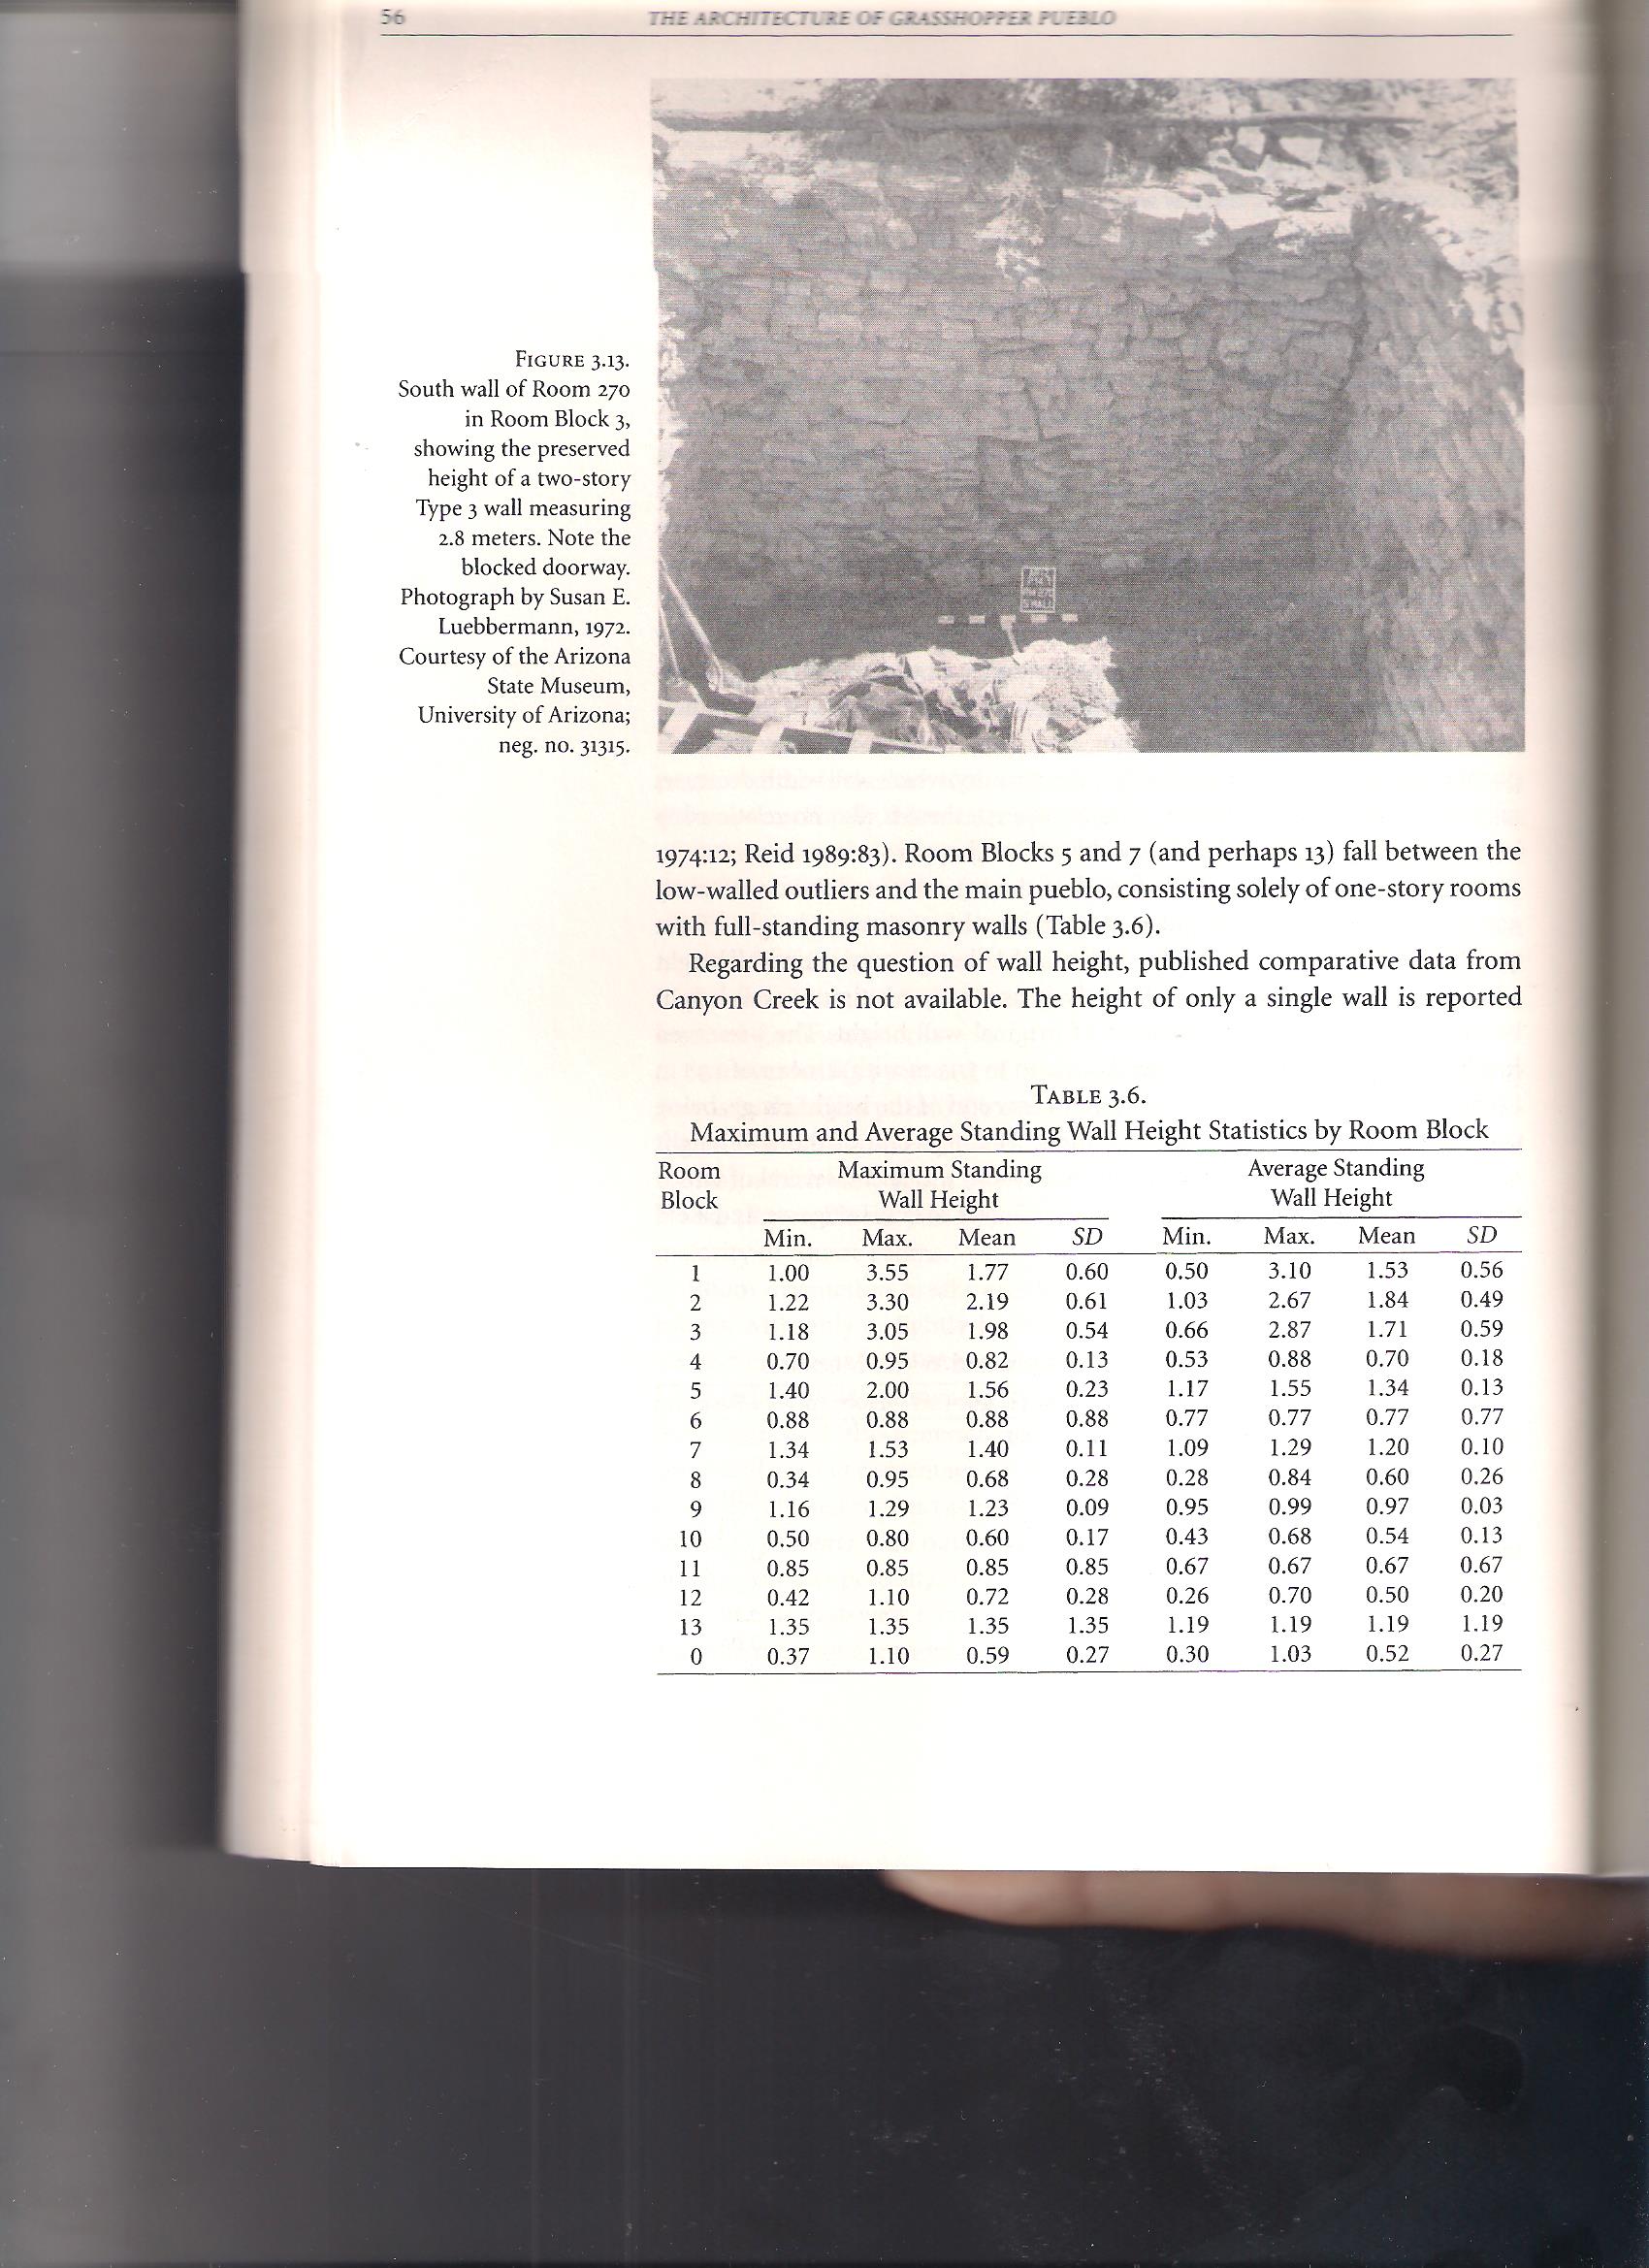 56
THE ARCHITECTURE OF GRASSHOPPER PUEBLO
FIGURE 3.13.
South wall of Room 270
in Room Block 3,
showing the preserved
height of a two-story
Type 3 wall measuring
2.8 meters. Note the
blocked doorway.
Photograph by Susan E.
Luebbermann, 1972.
Courtesy of the Arizona
State Museum,
University of Arizona;
neg. no. 31315.
1974:12; Reid 1989:83). Room Blocks 5 and 7 (and perhaps 13) fall between the
low-walled outliers and the main pueblo, consisting solely of one-story rooms
with full-standing masonry walls (Table 3.6).
Regarding the question of wall height, published comparative data from
Canyon Creek is not available. The height of only a single wall is reported
TABLE 3.6.
Maximum and Average Standing Wall Height Statistics by Room Block
Room Maximum Standing Average Standing
Block Wall Height Wall Height
Min. Max. Mean SD Min. Max. Mean SD
1 1.00 3.55 1.77 0.60 0.50 3.10 1.53 0.56
2 1.22 3.30 2.19 0.61 1.03 2.67 1.84 0.49
3 1.18 3.05 1.98 0.54 0.66 2.87 1.71 0.59
4 0.70 0.95 0.82 0.13 0.53 0.88 0.70 0.18
5 1.40 2.00 1.56 0.23 1.17 1.55 1.34 0.13
6 0.88 0.88 0.88 0.88 0.77 0.77 0.77 0.77
7 1.34 1.53 1.40 0.11 1.09 1.29 1.20 0.10
8 0.34 0.95 0.68 0.28 0.28 0.84 0.60 0.26
9 1.16 1.29 1.23 0.09 0.95 0.99 0.97 0.03
10 0.50 0.80 0.60 0.17 0.43 0.68 0.54 0.13
11 0.85 0.85 0.85 0.85 0.67 0.67 0.67 0.67
12 0.42 1.10 0.72 0.28 0.26 0.70 0.50 0.20
13 1.35 1.35 1.35 1.35 1.19 1.19 1.19 1.19
0 0.37 1.10 0.59 0.27 0.30 1.03 0.52 0.27